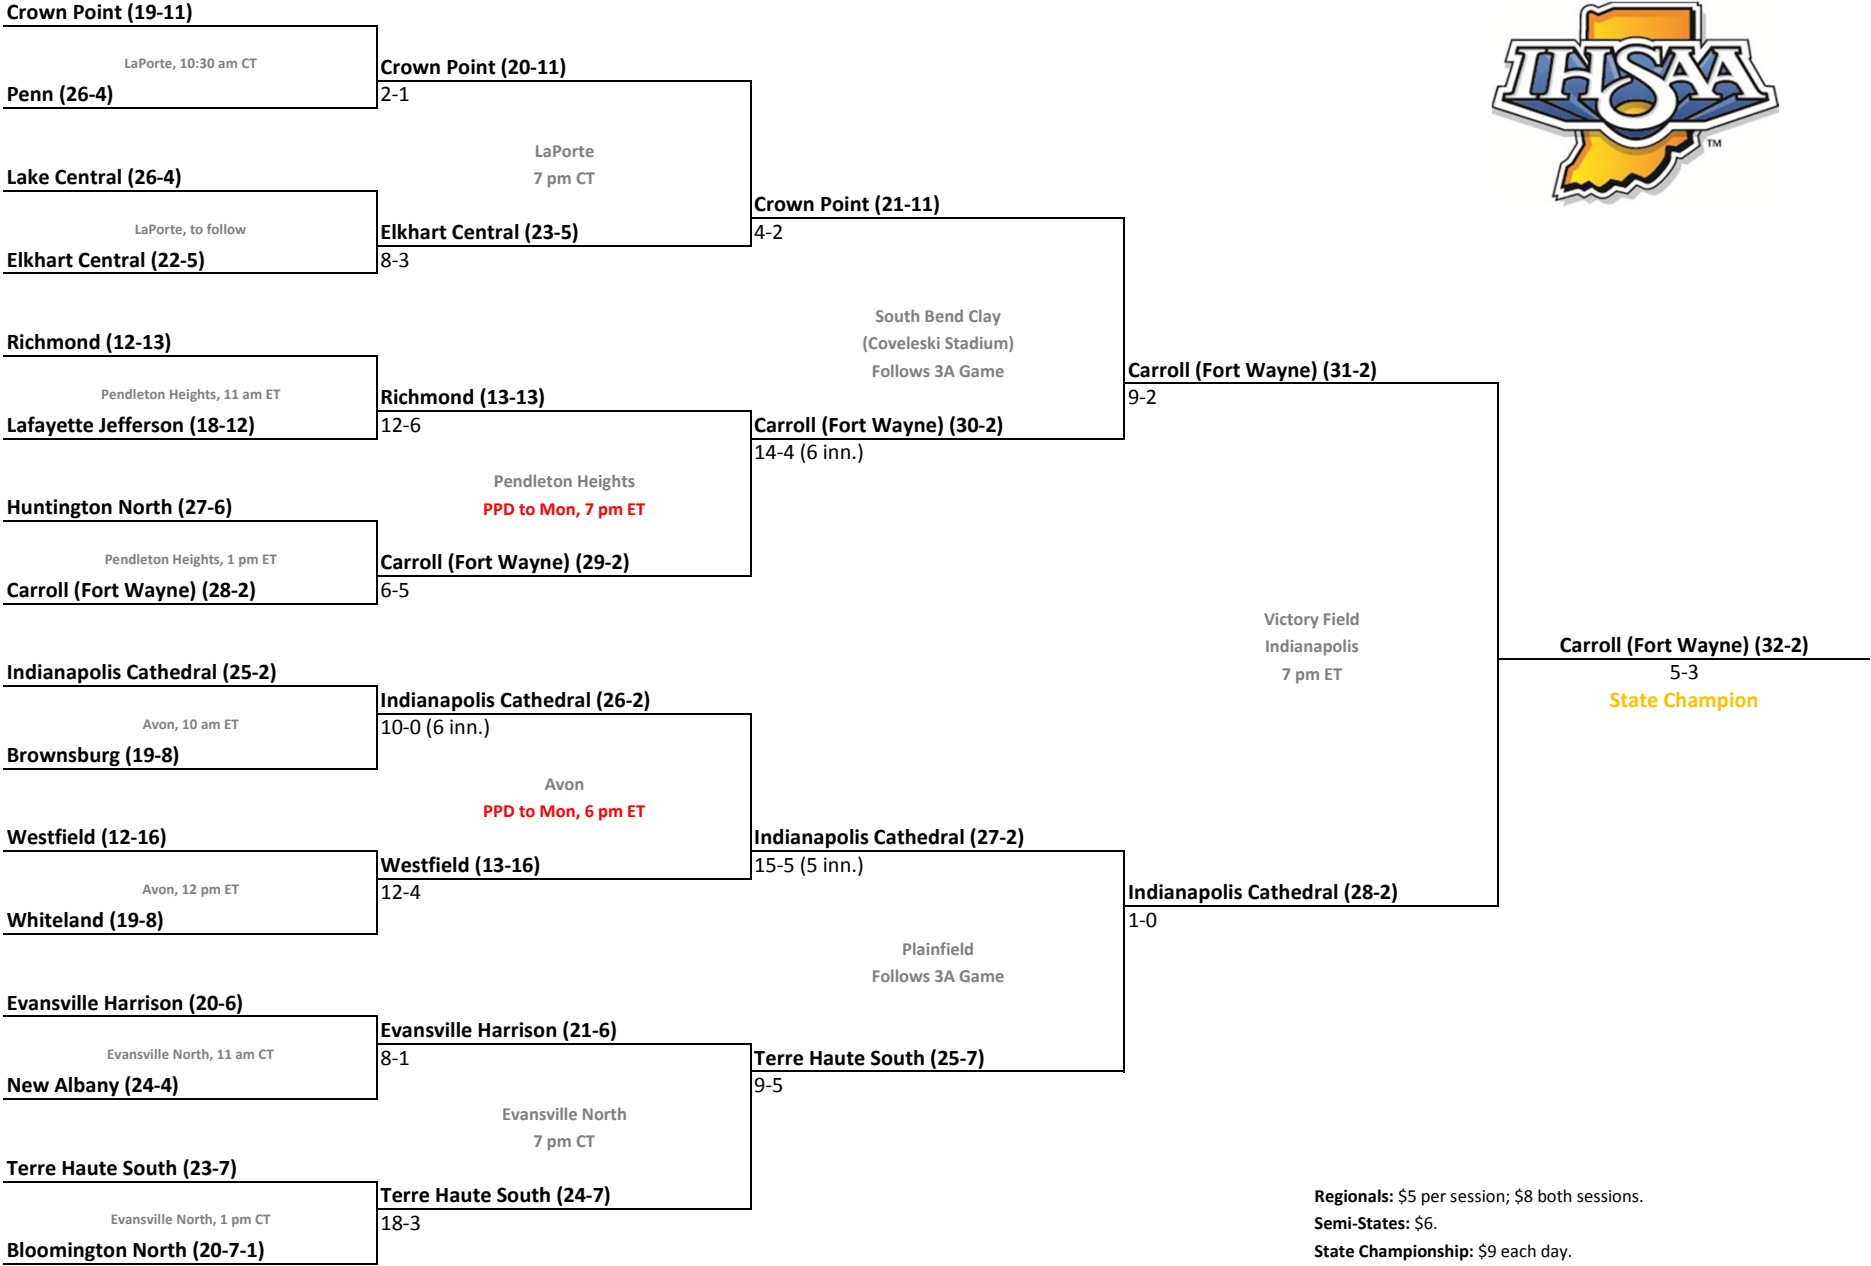 Crown Point (19-11)
LaPorte, 10:30 am CT
Penn (26-4)
Crown Point (20-11)
2-1
LaPorte
7 pm CT
Lake Central (26-4)
LaPorte, to follow
Elkhart Central (22-5)
Elkhart Central (23-5)
8-3
Crown Point (21-11)
4-2
South Bend Clay
(Coveleski Stadium)
Follows 3A Game
Richmond (12-13)
Pendleton Heights, 11 am ET
Lafayette Jefferson (18-12)
Richmond (13-13)
12-6
Pendleton Heights
PPD to Mon, 7 pm ET
Huntington North (27-6)
Pendleton Heights, 1 pm ET
Carroll (Fort Wayne) (28-2)
Carroll (Fort Wayne) (29-2)
6-5
Carroll (Fort Wayne) (30-2)
14-4 (6 inn.)
Carroll (Fort Wayne) (31-2)
9-2
Victory Field
Indianapolis
7 pm ET
Carroll (Fort Wayne) (32-2)
5-3
State Champion
Indianapolis Cathedral (25-2)
Avon, 10 am ET
Brownsburg (19-8)
Indianapolis Cathedral (26-2)
10-0 (6 inn.)
Avon
PPD to Mon, 6 pm ET
Westfield (12-16)
Avon, 12 pm ET
Whiteland (19-8)
Westfield (13-16)
12-4
Indianapolis Cathedral (27-2)
15-5 (5 inn.)
Plainfield
Follows 3A Game
Indianapolis Cathedral (28-2)
1-0
Evansville Harrison (20-6)
Evansville North, 11 am CT
New Albany (24-4)
Evansville Harrison (21-6)
8-1
Evansville North
7 pm CT
Terre Haute South (23-7)
Evansville North, 1 pm CT
Bloomington North (20-7-1)
Terre Haute South (24-7)
18-3
Terre Haute South (25-7)
9-5
IHSAA
TM
Regionals: $5 per session; $8 both sessions.
Semi-States: $6.
State Championship: $9 each day.